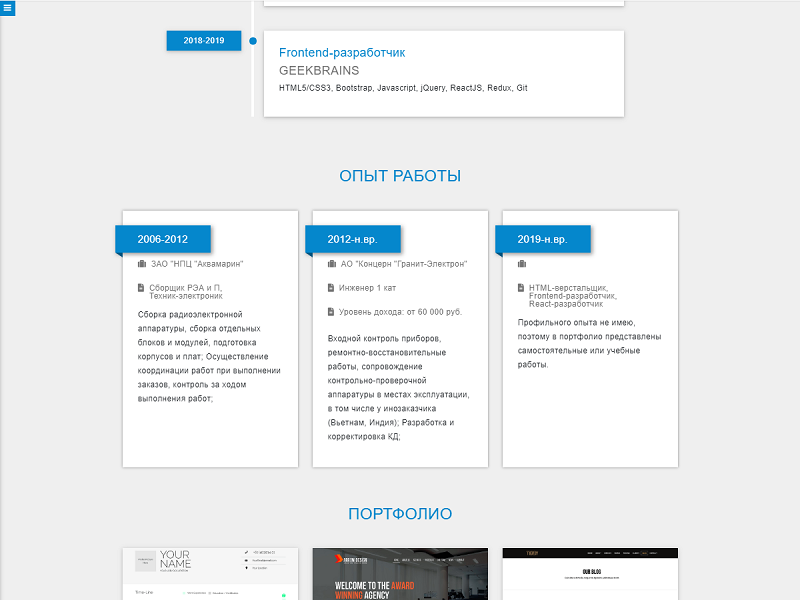 2018-2019
Frontend-разработчик
GEEKBRAINS
HTML5/CSS3, Bootstrap, Javascript, jQuery, ReactJS, Redux, Git
ОПЫТ РАБОТЫ
2006-2012
ЗАО "НПЦ "Аквамарин"
Сборщик РЭА и П,
Техник-электроник
Сборка радиоэлектронной
аппаратуры, сборка отдельных
блоков и модулей, подготовка
корпусов и плат; Осуществление
координации работ при выполнении
заказов, контроль за ходом
выполнения работ;
2012-н.вр.
АО "Концерн "Гранит-Электрон"
Инженер 1 кат
Уровень дохода: от 60 000 руб.
Входной контроль приборов,
ремонтно-восстановительные
работы, сопровождение
контрольно-проверочной
аппаратуры в местах эксплуатации,
в том числе у инозаказчика
(Вьетнам, Индия); Разработка и
корректировка КД;
2019-н.вр.
HTML-верстальщик,
Frontend-разработчик,
React-разработчик
Профильного опыта не имею,
поэтому в портфолио представлены
самостоятельные или учебные
работы.
ПОРТФОЛИО
YOUR
NAME
Time Line
WELCOME TO THE AWARD
WINNING AGENCY
OUR BLOG